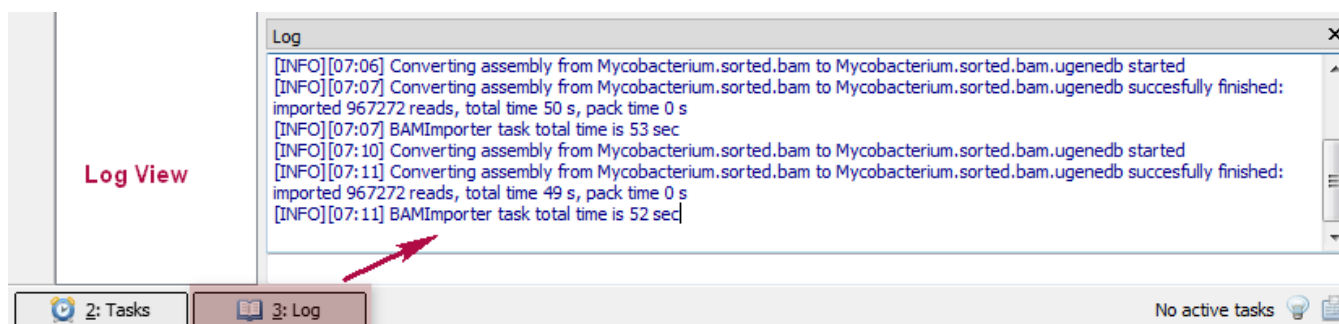 Log
[INFO][07:06] Converting assembly from Mycobacterium.sorted.bam to Mycobacterium.sorted.bam.ugenedb started
[INFO][07:07] Converting assembly from Mycobacterium.sorted.bam to Mycobacterium.sorted.bam.ugenedb succesfully finished:
imported 967272 reads, total time 50 s, pack time 0 s
[INFO][07:07] BAMImporter task total time is 53 sec
[INFO][07:10] Converting assembly from Mycobacterium.sorted.bam to Mycobacterium.sorted.bam.ugenedb started
[INFO][07:11] Converting assembly from Mycobacterium.sorted.bam to Mycobacterium.sorted.bam.ugenedb succesfully finished:
imported 967272 reads, total time 49 s, pack time 0 s
[INFO][07:11] BAMImporter task total time is 52 sec
Log View
2: Tasks
3: Log
No active tasks